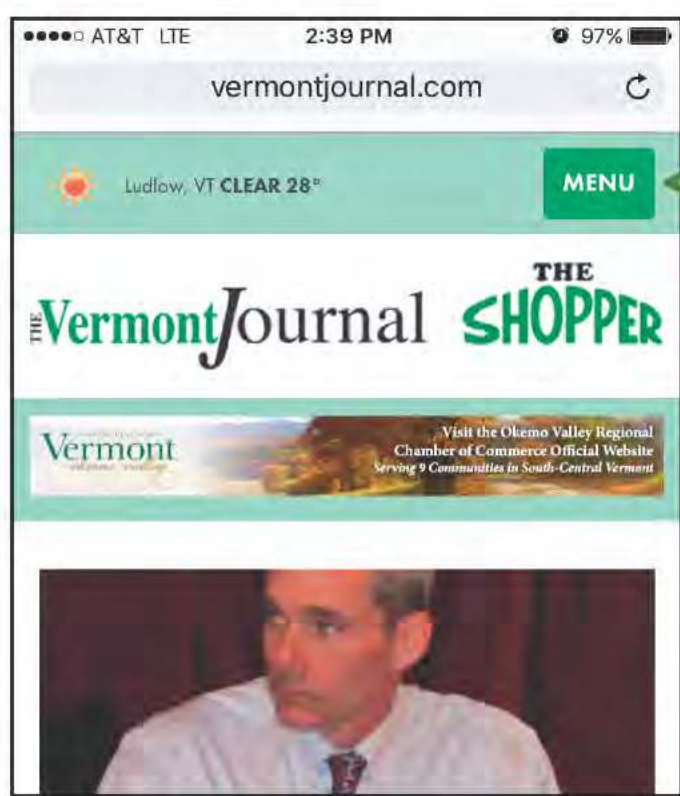 AT&T LTE 2:39 PM 97%
vermontjournal.com
Ludlow, VT CLEAR 28° MENU
THE Vermont Journal THE SHOPPER
Vermont
Visit the Okemo Valley Regional
Chamber of Commerce Official Website
Serving 9 Communities in South-Central Vermont